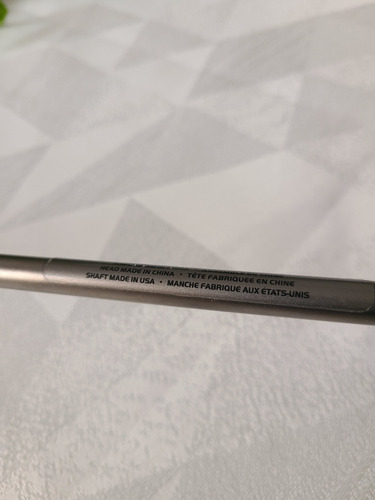 HEAD MADE IN CHINA • TÊTE FABRIQUÉE EN CHINE
SHAFT MADE IN USA • MANCHE FABRIQUÉ AUX ÉTATS-UNIS